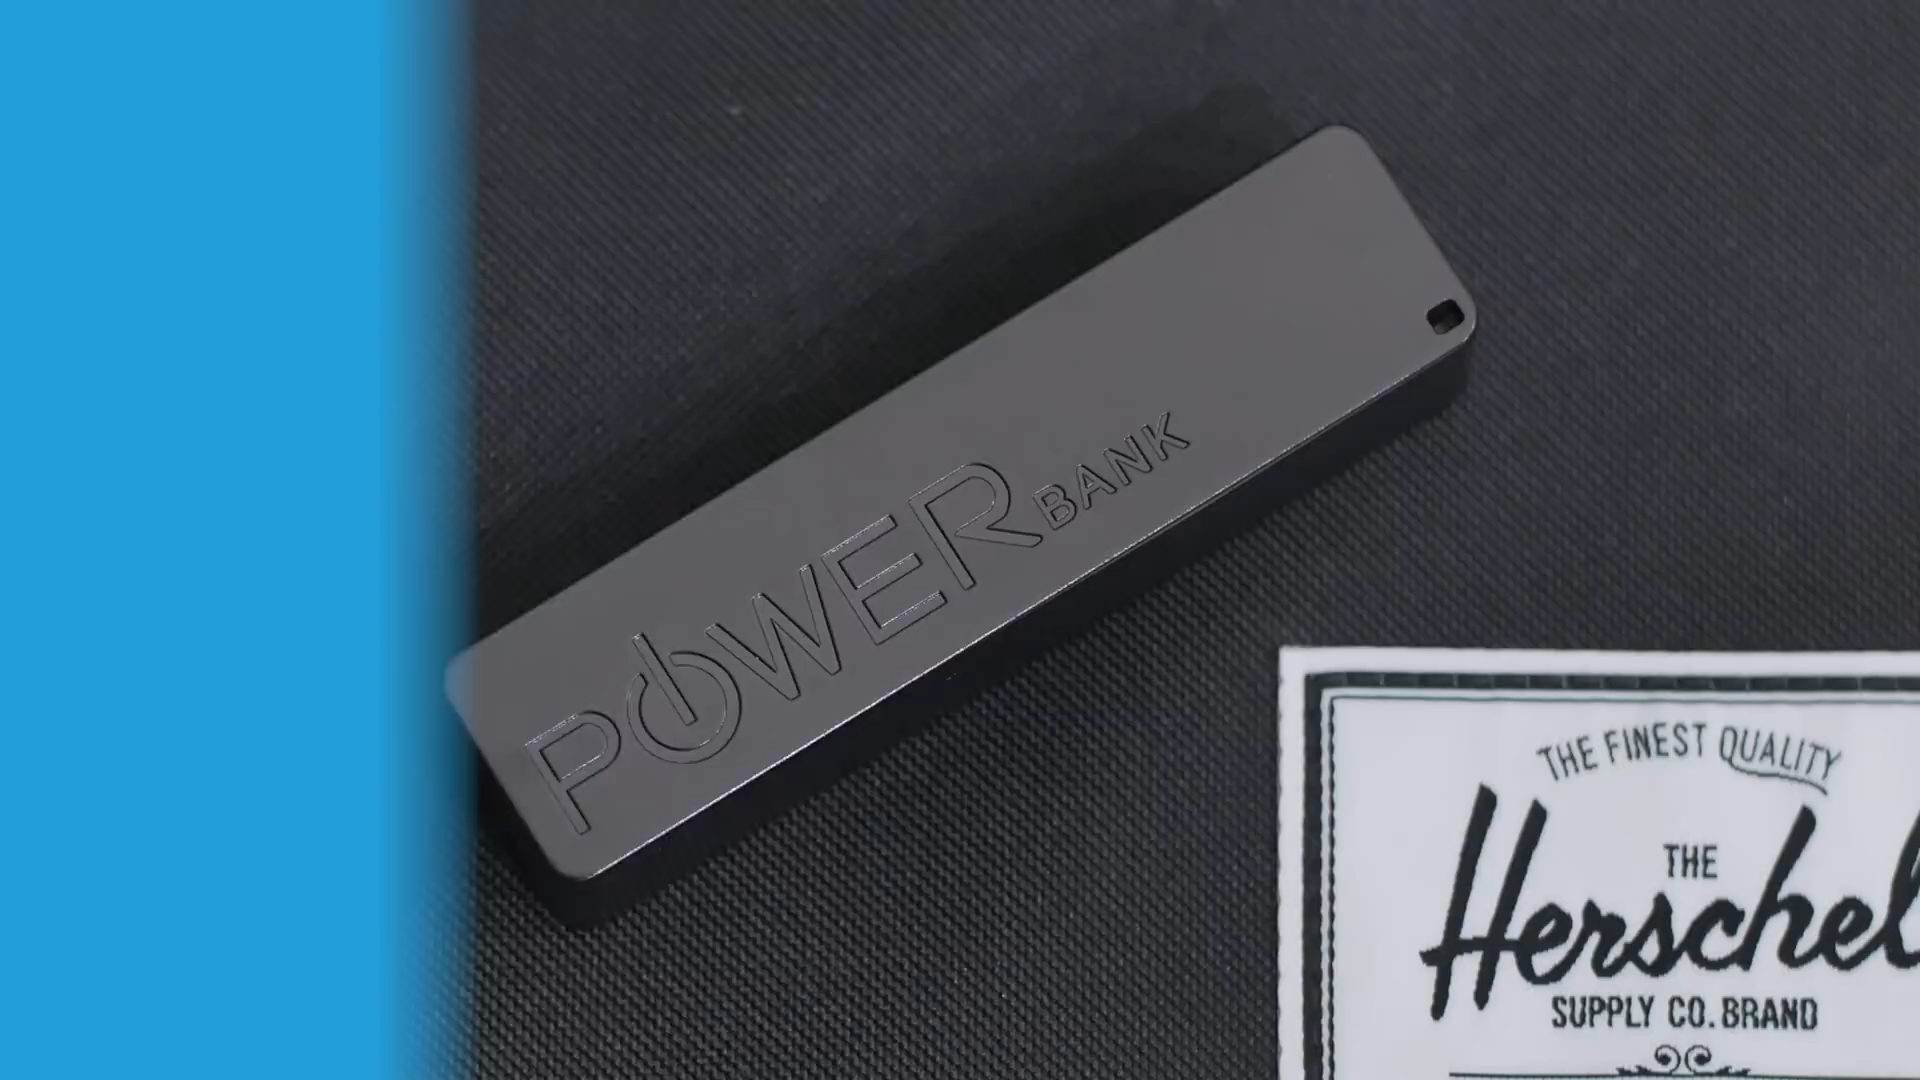 POWER BANK
THE FINEST QUALITY
THE
Herschel
SUPPLY CO. BRAND